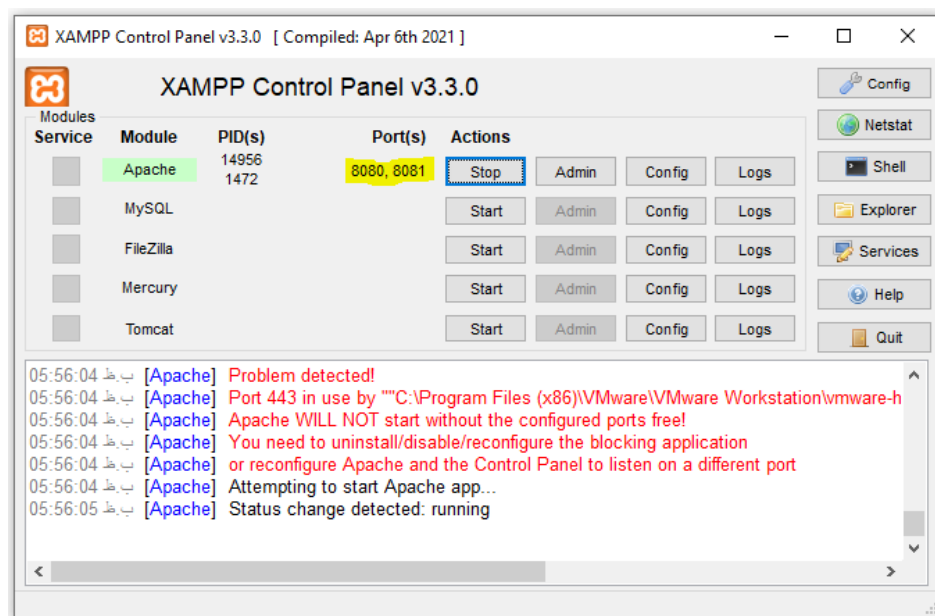 XAMPP Control Panel v3.3.0 [ Compiled: Apr 6th 2021 ]
XAMPP Control Panel v3.3.0
Config
Modules
Service Module PID(s) Port(s) Actions
Netstat
Apache 14956 1472 8080, 8081 Stop Admin Config Logs
Shell
MySQL Start Admin Config Logs
Explorer
FileZilla Start Admin Config Logs
Services
Mercury Start Admin Config Logs
Help
Tomcat Start Admin Config Logs
Quit
05:56:04 ب.ظ [Apache] Problem detected!
05:56:04 ب.ظ [Apache] Port 443 in use by ""C:\Program Files (x86)\VMware\VMware Workstation\vmware-h
05:56:04 ب.ظ [Apache] Apache WILL NOT start without the configured ports free!
05:56:04 ب.ظ [Apache] You need to uninstall/disable/reconfigure the blocking application
05:56:04 ب.ظ [Apache] or reconfigure Apache and the Control Panel to listen on a different port
05:56:04 ب.ظ [Apache] Attempting to start Apache app...
05:56:05 ب.ظ [Apache] Status change detected: running